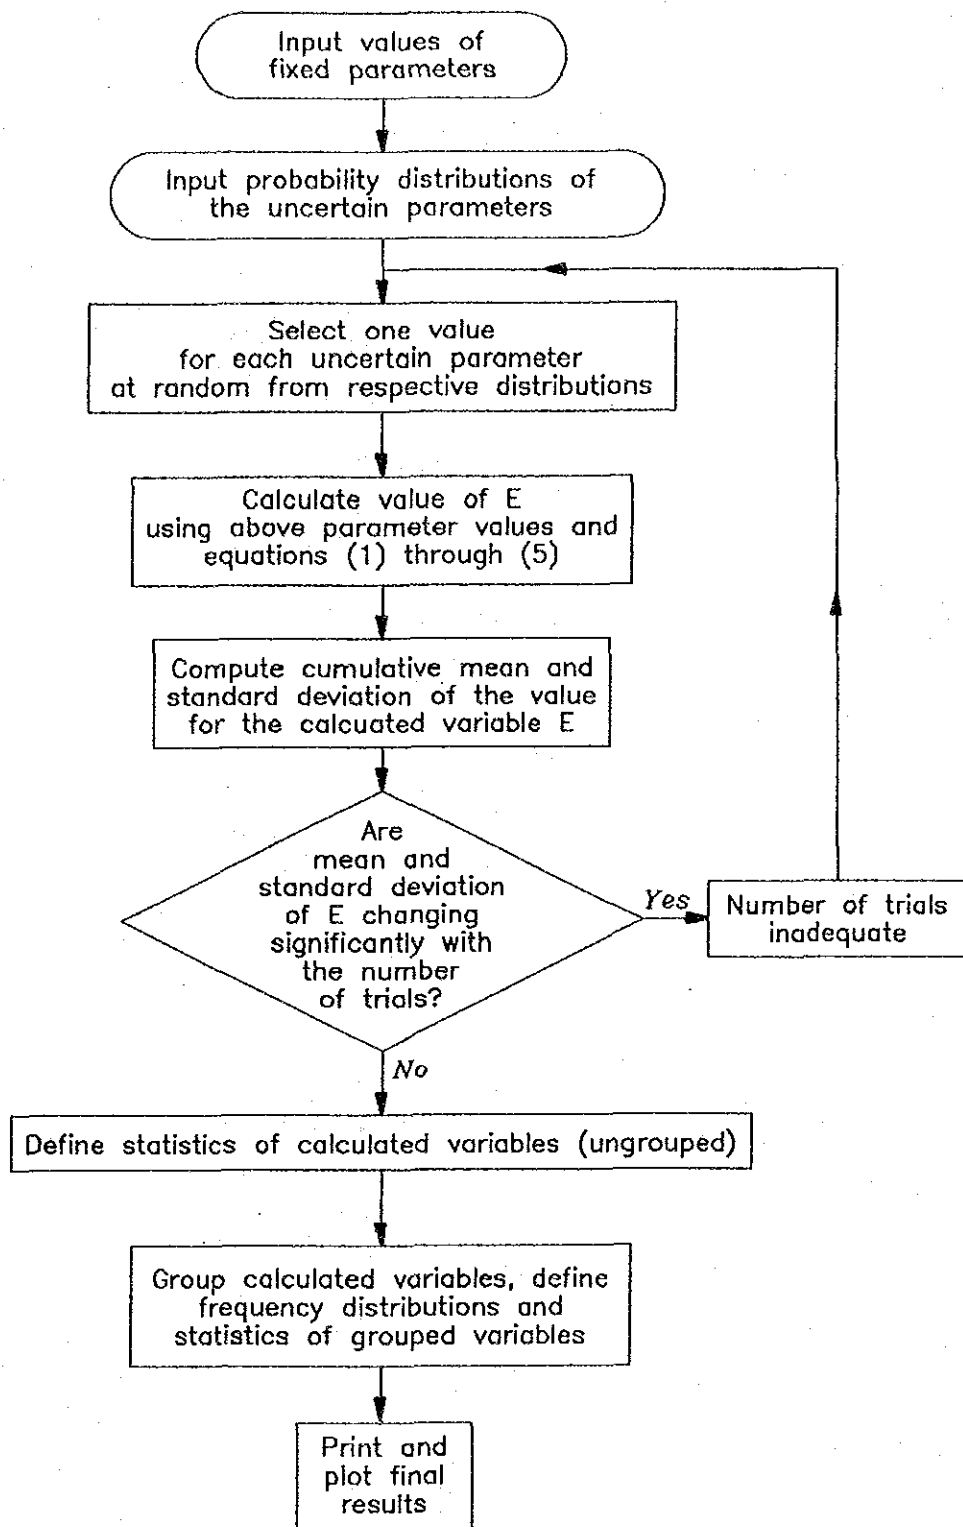 Input values of
fixed parameters
Input probability distributions of
the uncertain parameters
Select one value
for each uncertain parameter
at random from respective distributions
Calculate value of E
using above parameter values and
equations (1) through (5)
Compute cumulative mean and
standard deviation of the value
for the calcuated variable E
Are
mean and
standard deviation
of E changing
significantly with
the number
of trials?
Yes
Number of trials
inadequate
No
Define statistics of calculated variables (ungrouped)
Group calculated variables, define
frequency distributions and
statistics of grouped variables
Print and
plot final
results